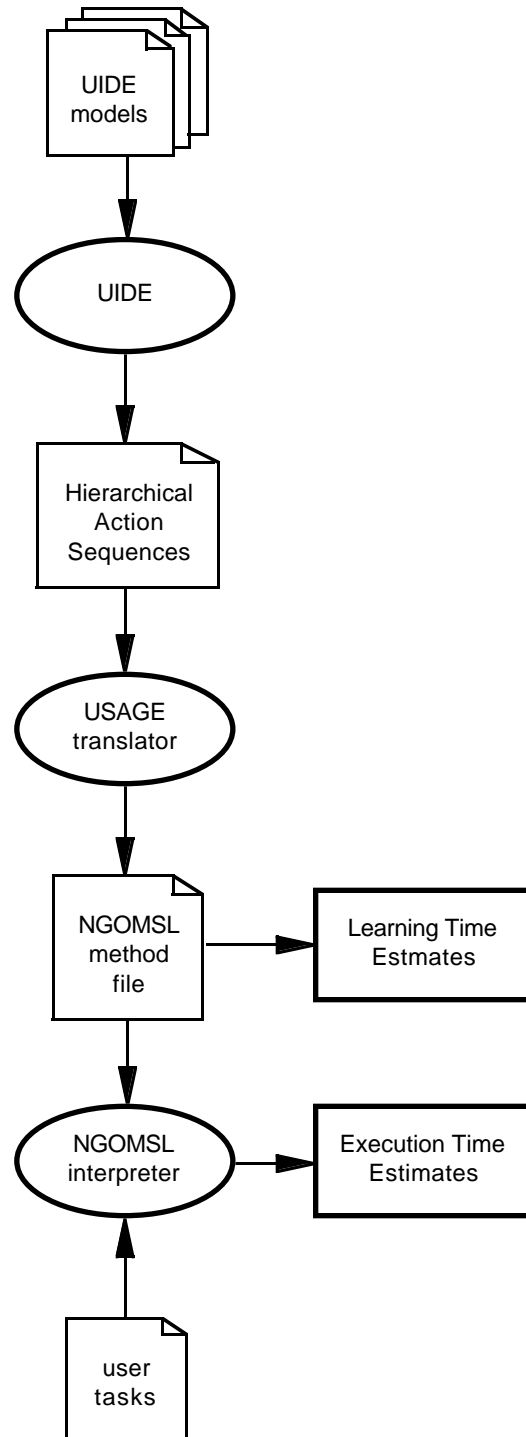 UIDE
models
UIDE
Hierarchical
Action
Sequences
USAGE
translator
NGOMSL
method
file
Learning Time
Estmates
NGOMSL
interpreter
Execution Time
Estimates
user
tasks